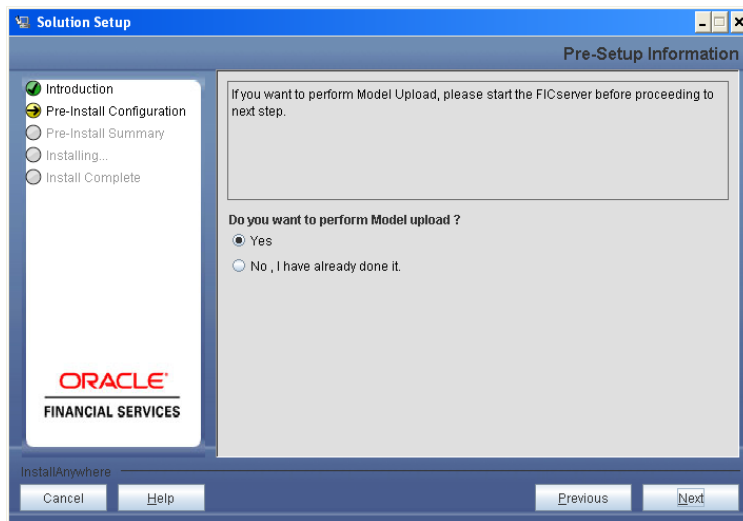 Solution Setup
Pre-Setup Information
Introduction
Pre-Install Configuration
Pre-Install Summary
Installing...
Install Complete
ORACLE
FINANCIAL SERVICES
If you want to perform Model Upload, please start the FICserver before proceeding to
next step.
Do you want to perform Model upload ?
Yes
No , I have already done it.
InstallAnywhere
Cancel
Help
Previous
Next